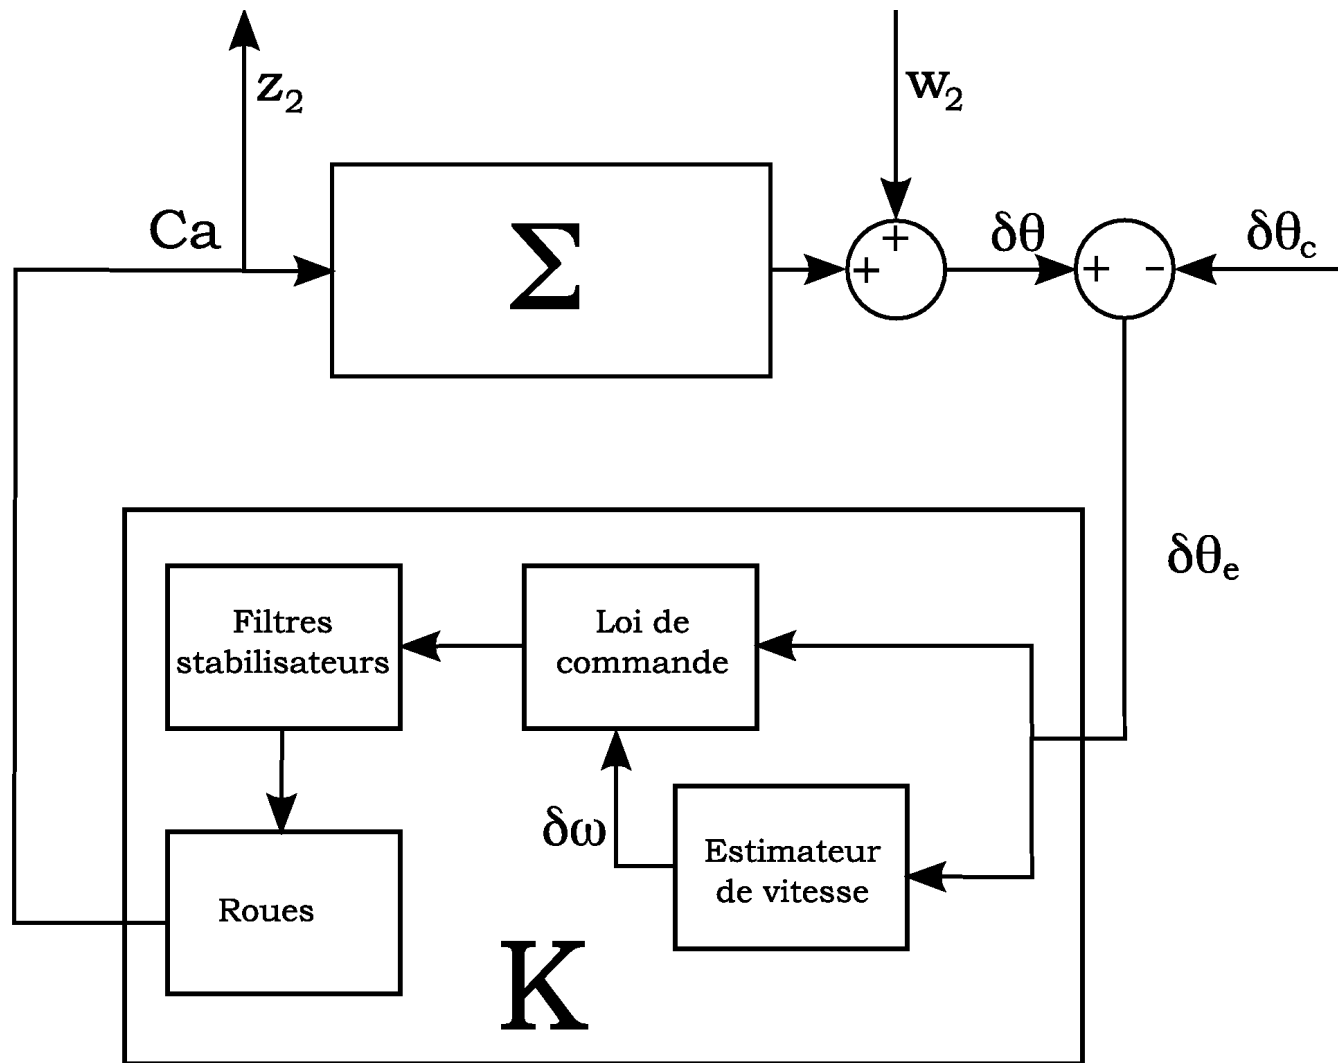 z₂
w₂
Ca
Σ
+
+
δθ
+ -
δθc
δθe
Filtres
stabilisateurs
Loi de
commande
δω
Estimateur
de vitesse
Roues
K